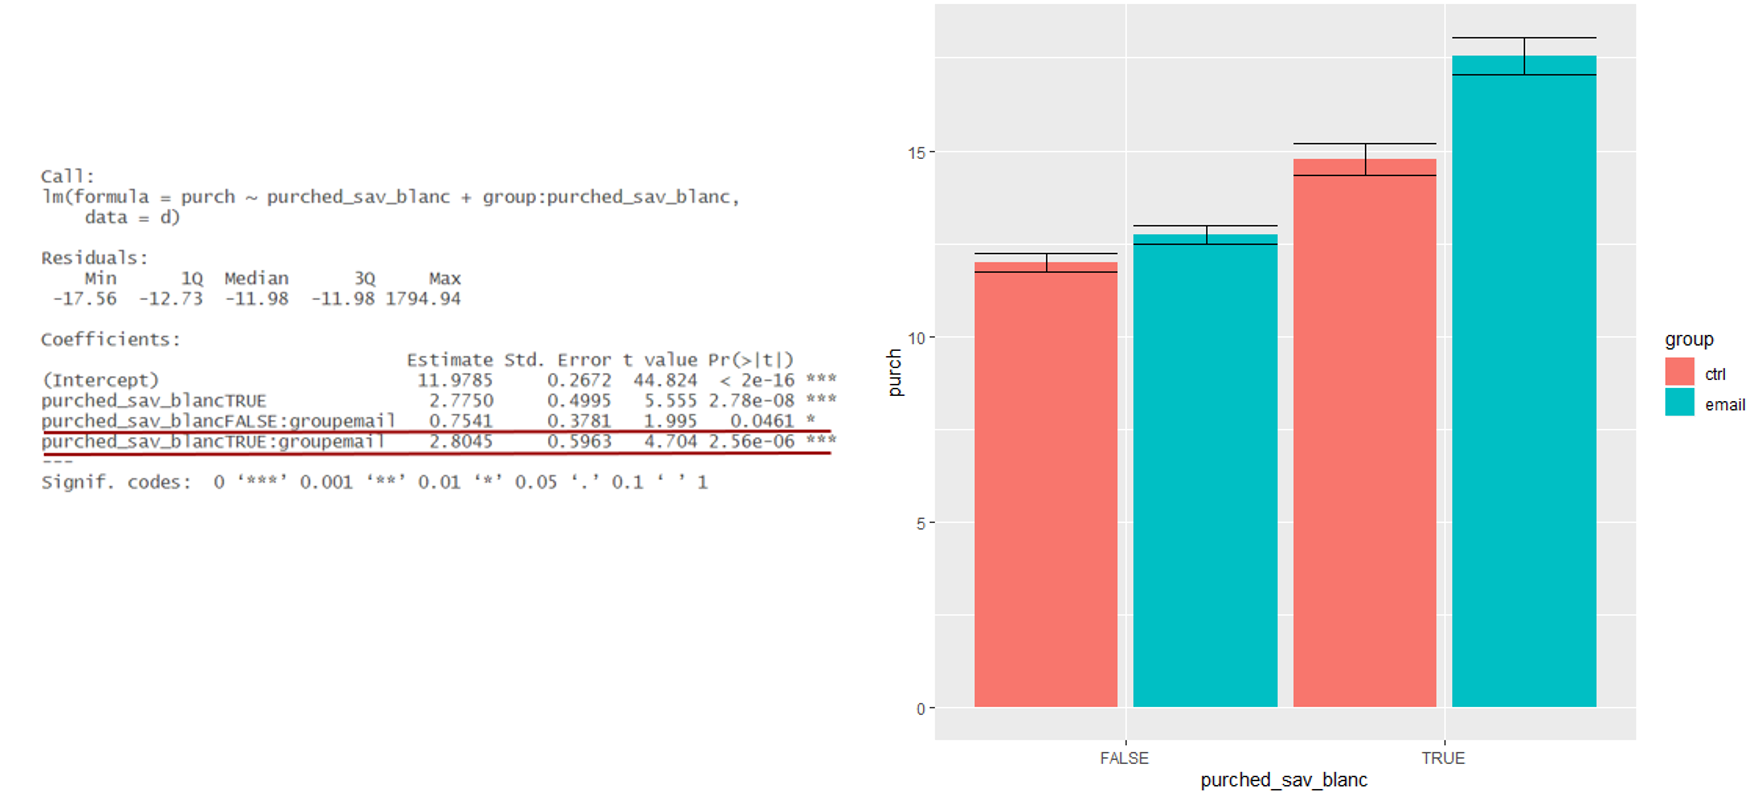 Call:
lm(formula = purch ~ purched_sav_blanc + group:purched_sav_blanc,
    data = d)
Residuals:
    Min      1Q  Median      3Q     Max
 -17.56  -12.73  -11.98  -11.98 1794.94
Coefficients:
                                Estimate Std. Error t value Pr(>|t|)
(Intercept)                      11.9785     0.2672  44.824  < 2e-16 ***
purched_sav_blancTRUE             2.7750     0.4995   5.555 2.78e-08 ***
purched_sav_blancFALSE:groupemail   0.7541     0.3781   1.995   0.0461 *
purched_sav_blancTRUE:groupemail    2.8045     0.5963   4.704 2.56e-06 ***
---
Signif. codes:  0 ‘***’ 0.001 ‘**’ 0.01 ‘*’ 0.05 ‘.’ 0.1 ‘ ’ 1
15
10
5
0
purch
FALSE
TRUE
purched_sav_blanc
group
ctrl
email